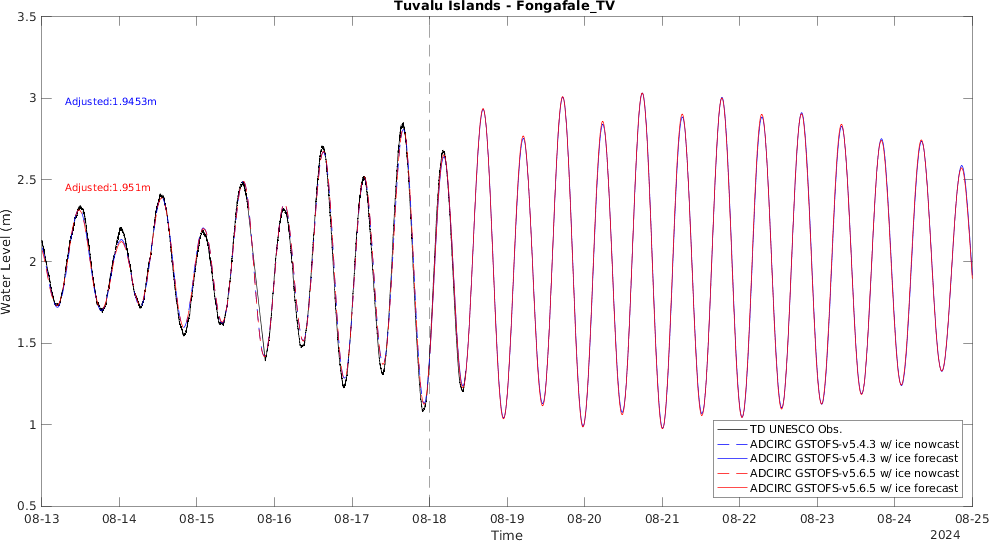 Tuvalu Islands - Fongafale_TV
3.5
3
2.5
2
1.5
1
0.5
Water Level (m)
Adjusted:1.9453m
Adjusted:1.951m
TD UNESCO Obs.
ADCIRC GSTOFS-v5.4.3 w/ ice nowcast
ADCIRC GSTOFS-v5.4.3 w/ ice forecast
ADCIRC GSTOFS-v5.6.5 w/ ice nowcast
ADCIRC GSTOFS-v5.6.5 w/ ice forecast
08-13 08-14 08-15 08-16 08-17 08-18 08-19 08-20 08-21 08-22 08-23 08-24 08-25
Time
2024